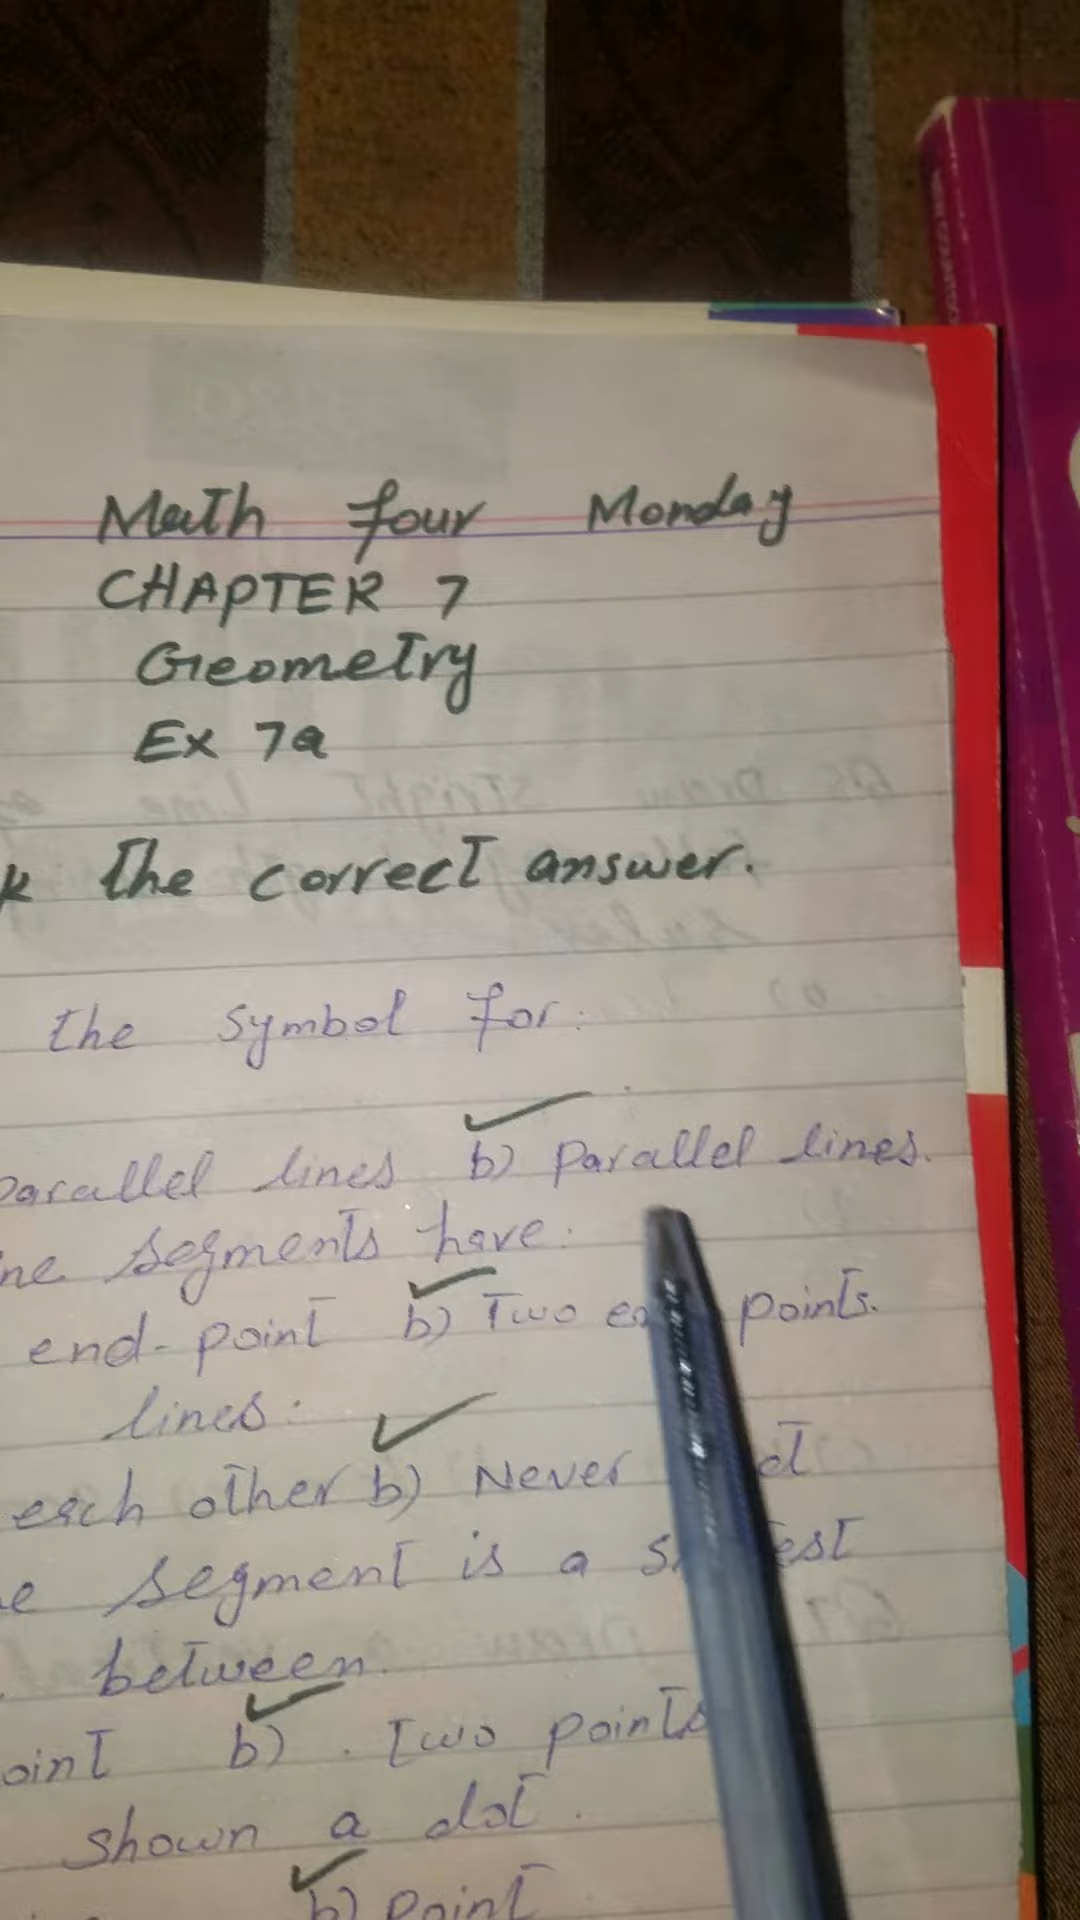 Math four Monday
CHAPTER 7
Geometry
Ex 7a
the correct answer.
the symbol for:
parallel lines b) parallel lines.
segments have:
end-point b) Two points.
lines:
each other b) Never
segment is a
between
b) . Two points
shown a dot.
b) point